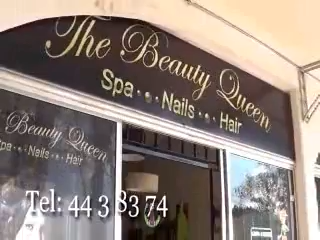 The Beauty Queen
Spa • • Nails • • Hair
Beauty Queen
Spa • • Nails • • Hair
Tel: 44 3 83 74